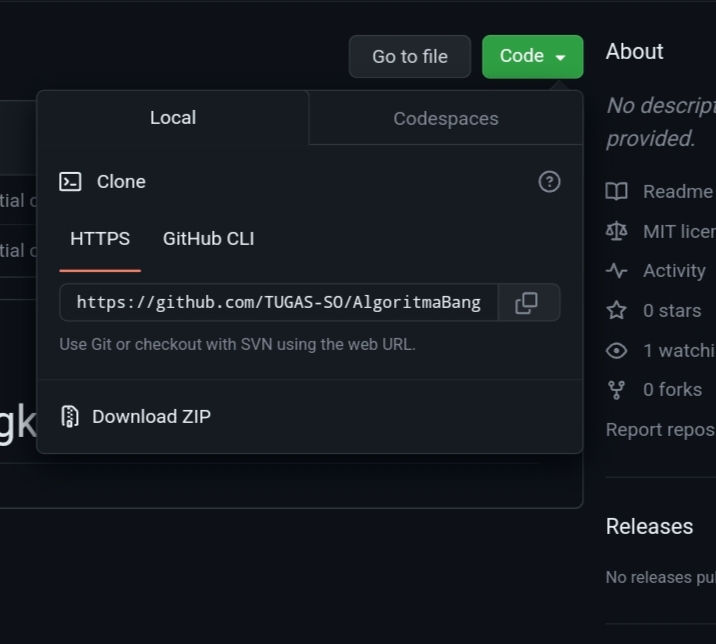 Go to file
Code
About
No descript
provided.
Local
Codespaces
Clone
tial c
HTTPS
GitHub CLI
tial c
https://github.com/TUGAS-SO/AlgoritmaBang
Use Git or checkout with SVN using the web URL.
Download ZIP
gk
Readme
MIT licen
Activity
0 stars
1 watchi
0 forks
Report repos
Releases
No releases pub